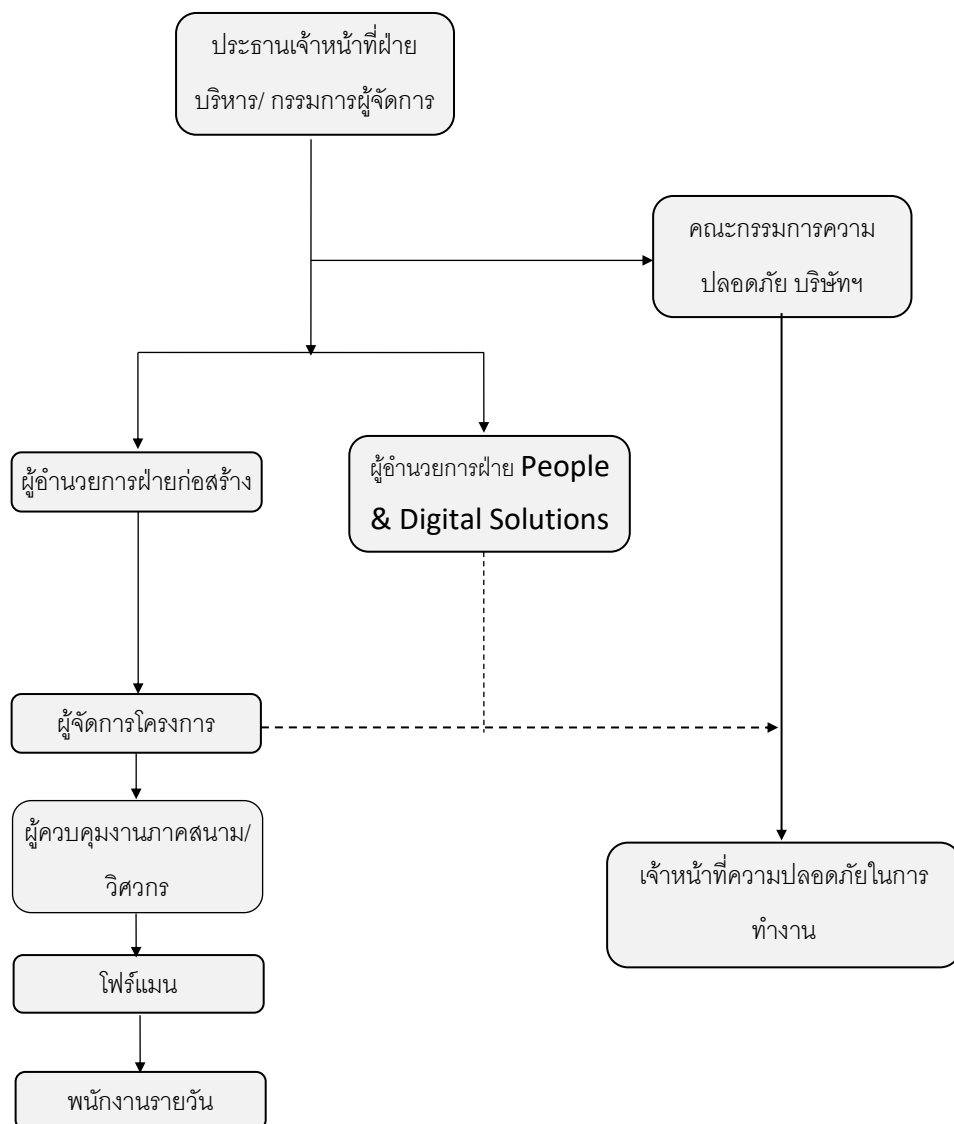 ประธานเจ้าหน้าที่ฝ่าย
บริหาร/ กรรมการผู้จัดการ
คณะกรรมการความ
ปลอดภัย บริษัทฯ
ผู้อำนวยการฝ่ายก่อสร้าง
ผู้อำนวยการฝ่าย People
& Digital Solutions
ผู้จัดการโครงการ
ผู้ควบคุมงานภาคสนาม/
วิศวกร
เจ้าหน้าที่ความปลอดภัยในการ
ทำงาน
โฟร์แมน
พนักงานรายวัน